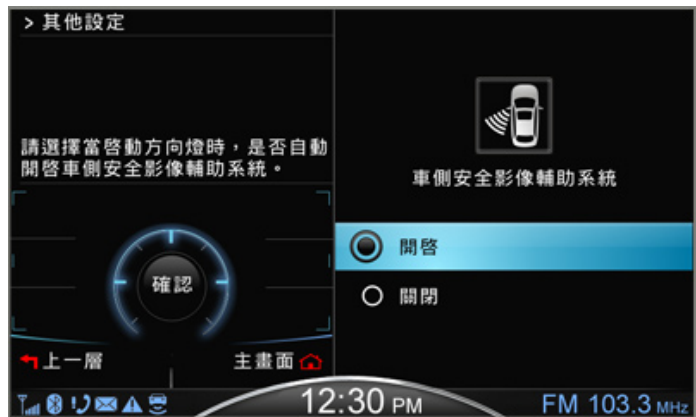 > 其他設定
請選擇當啓動方向燈時，是否自動
開啓車側安全影像輔助系統。
確認
上一層
主畫面
車側安全影像輔助系統
開啓
關閉
12:30 PM
FM 103.3 MHz